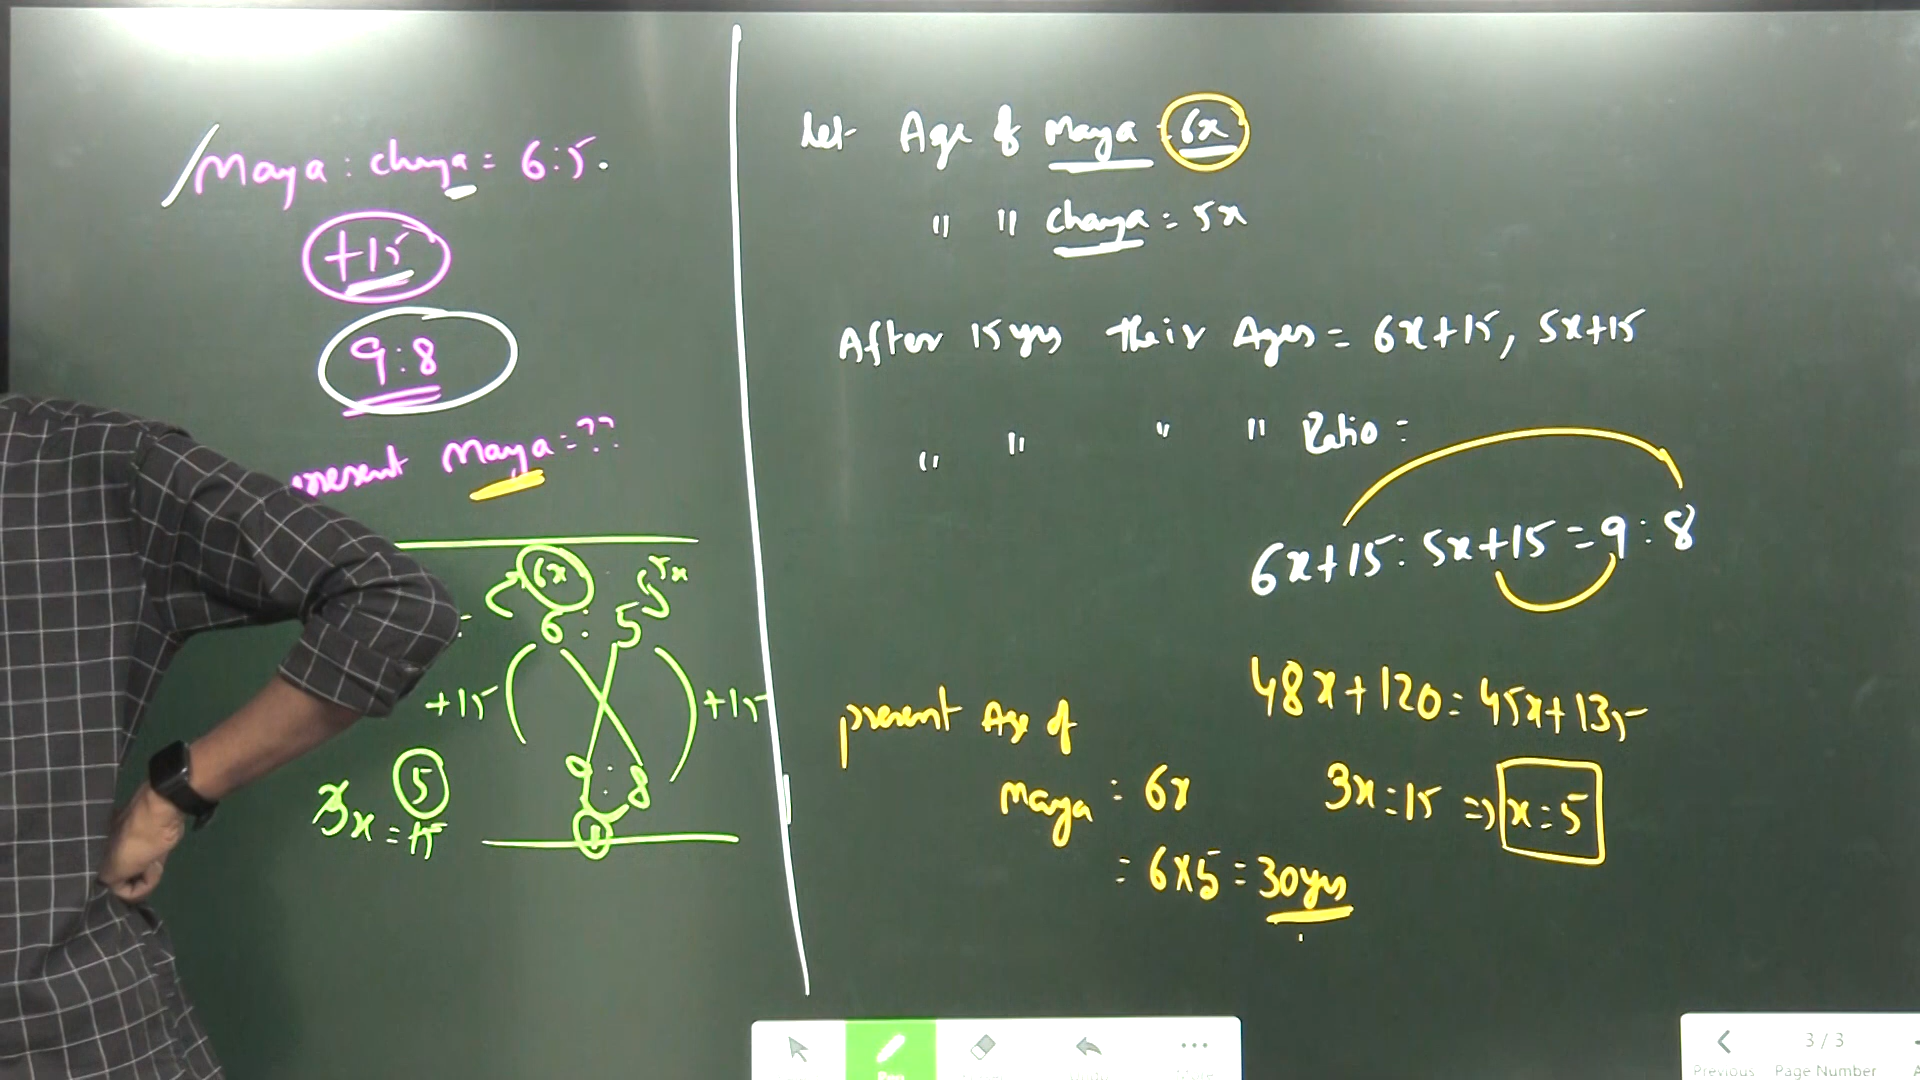 Maya : chaya = 6:5.
+15
9:8
present Maya = ??
6x 5x
6 : 5
+15 +15
9 : 8
3x = 15
5
let Age of Maya = 6x
" " chaya = 5x
After 15 yrs their Ages = 6x+15, 5x+15
" " " " Ratio =
6x+15 : 5x+15 = 9 : 8
48x+120 = 45x+135
3x = 15 ⇒ x = 5
present Age of
Maya = 6x
= 6x5 = 30yrs
3 / 3
Previous Page Number